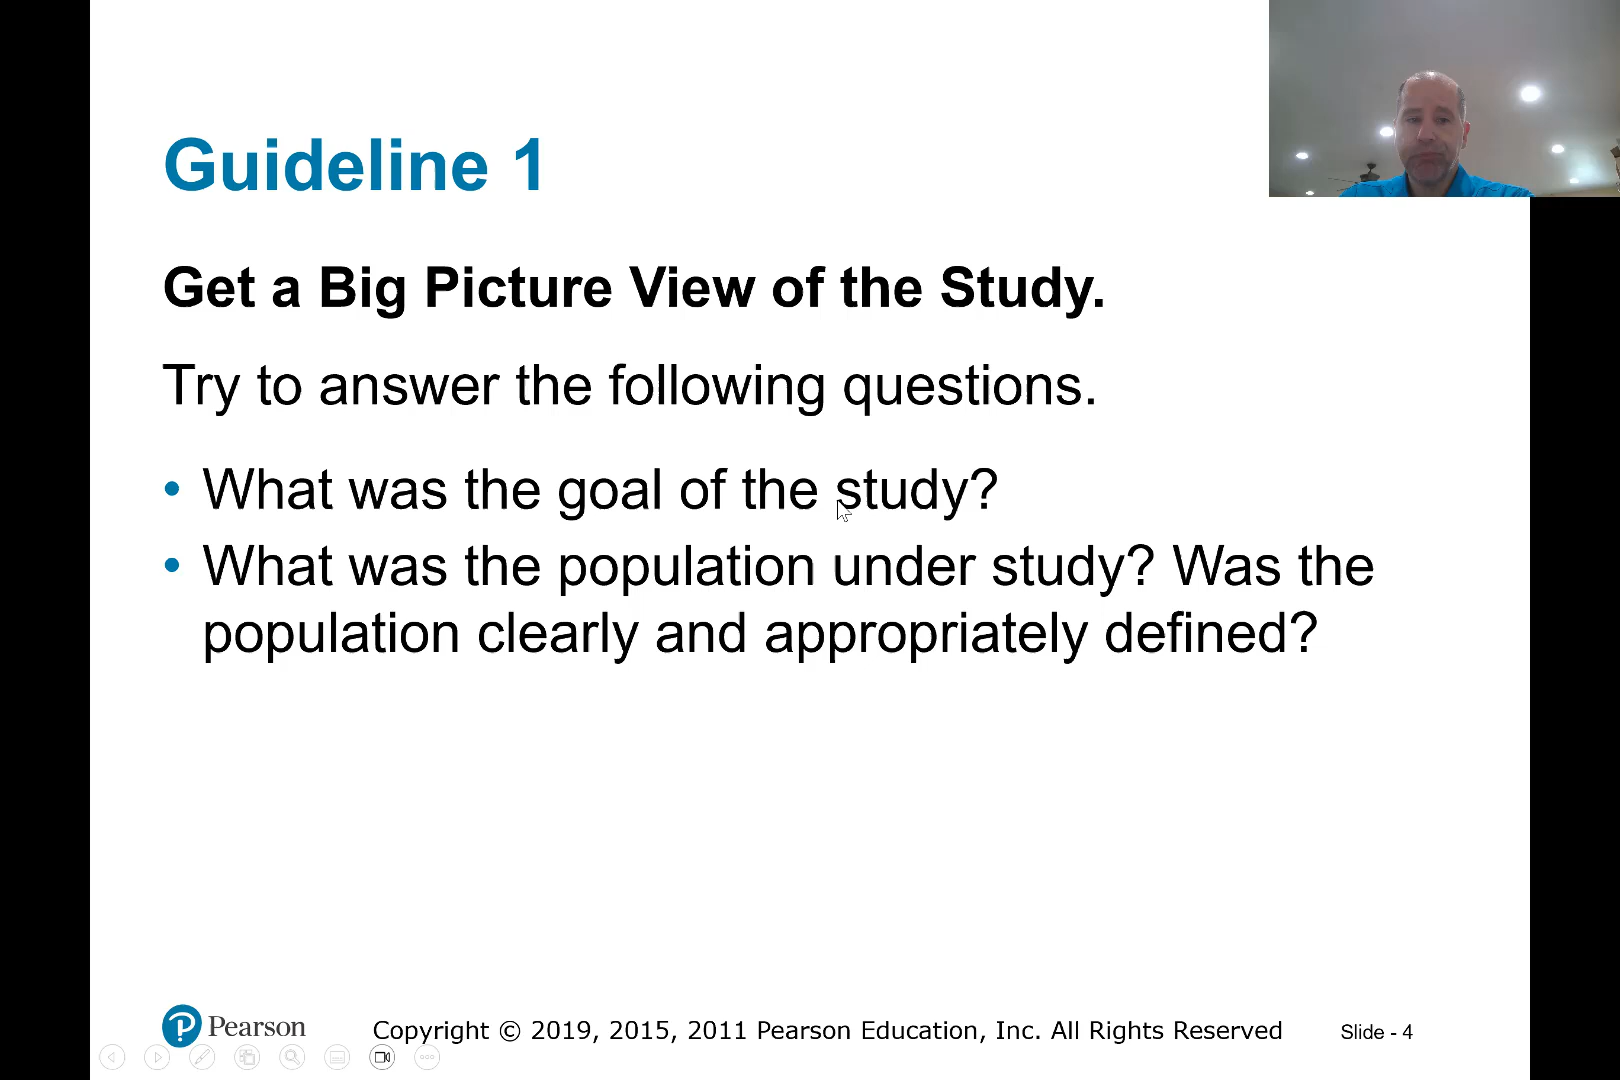 Guideline 1
Get a Big Picture View of the Study.
Try to answer the following questions.
• What was the goal of the study?
• What was the population under study? Was the
population clearly and appropriately defined?
Pearson
Copyright © 2019, 2015, 2011 Pearson Education, Inc. All Rights Reserved
Slide - 4